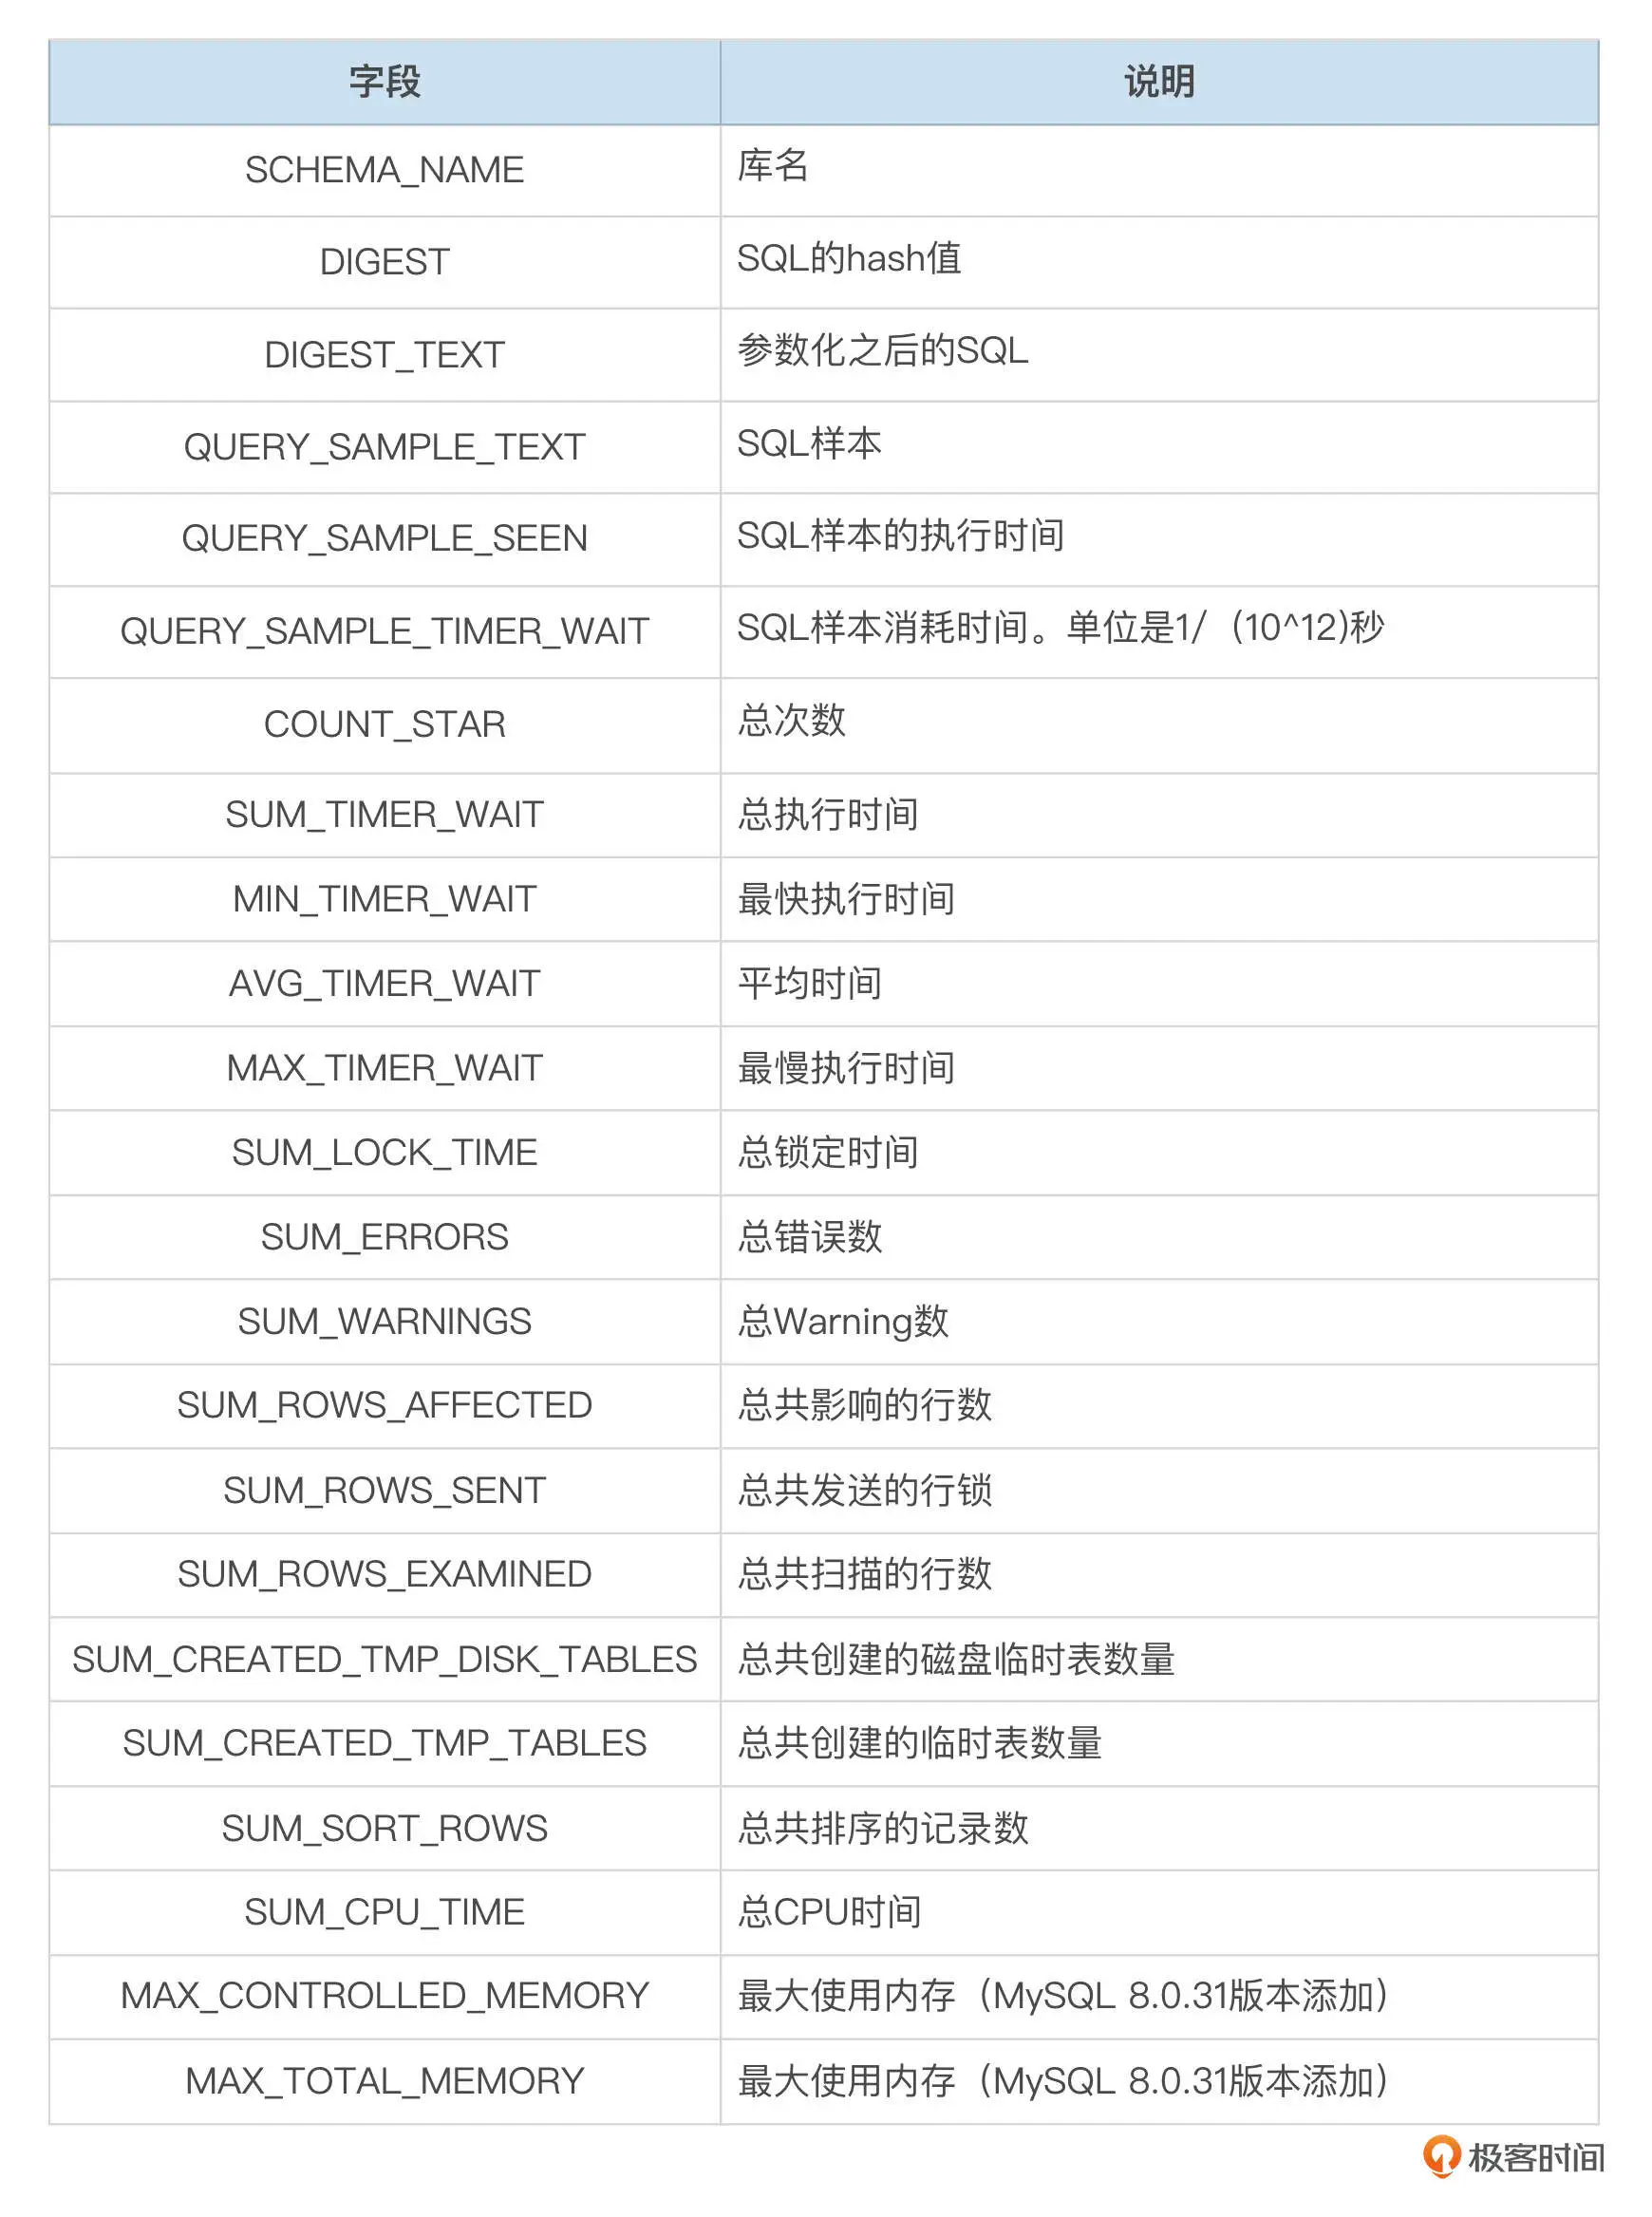 字段 说明
SCHEMA_NAME 库名
DIGEST SQL的hash值
DIGEST_TEXT 参数化之后的SQL
QUERY_SAMPLE_TEXT SQL样本
QUERY_SAMPLE_SEEN SQL样本的执行时间
QUERY_SAMPLE_TIMER_WAIT SQL样本消耗时间。单位是1/（10^12)秒
COUNT_STAR 总次数
SUM_TIMER_WAIT 总执行时间
MIN_TIMER_WAIT 最快执行时间
AVG_TIMER_WAIT 平均时间
MAX_TIMER_WAIT 最慢执行时间
SUM_LOCK_TIME 总锁定时间
SUM_ERRORS 总错误数
SUM_WARNINGS 总Warning数
SUM_ROWS_AFFECTED 总共影响的行数
SUM_ROWS_SENT 总共发送的行锁
SUM_ROWS_EXAMINED 总共扫描的行数
SUM_CREATED_TMP_DISK_TABLES 总共创建的磁盘临时表数量
SUM_CREATED_TMP_TABLES 总共创建的临时表数量
SUM_SORT_ROWS 总共排序的记录数
SUM_CPU_TIME 总CPU时间
MAX_CONTROLLED_MEMORY 最大使用内存（MySQL 8.0.31版本添加）
MAX_TOTAL_MEMORY 最大使用内存（MySQL 8.0.31版本添加）
极客时间